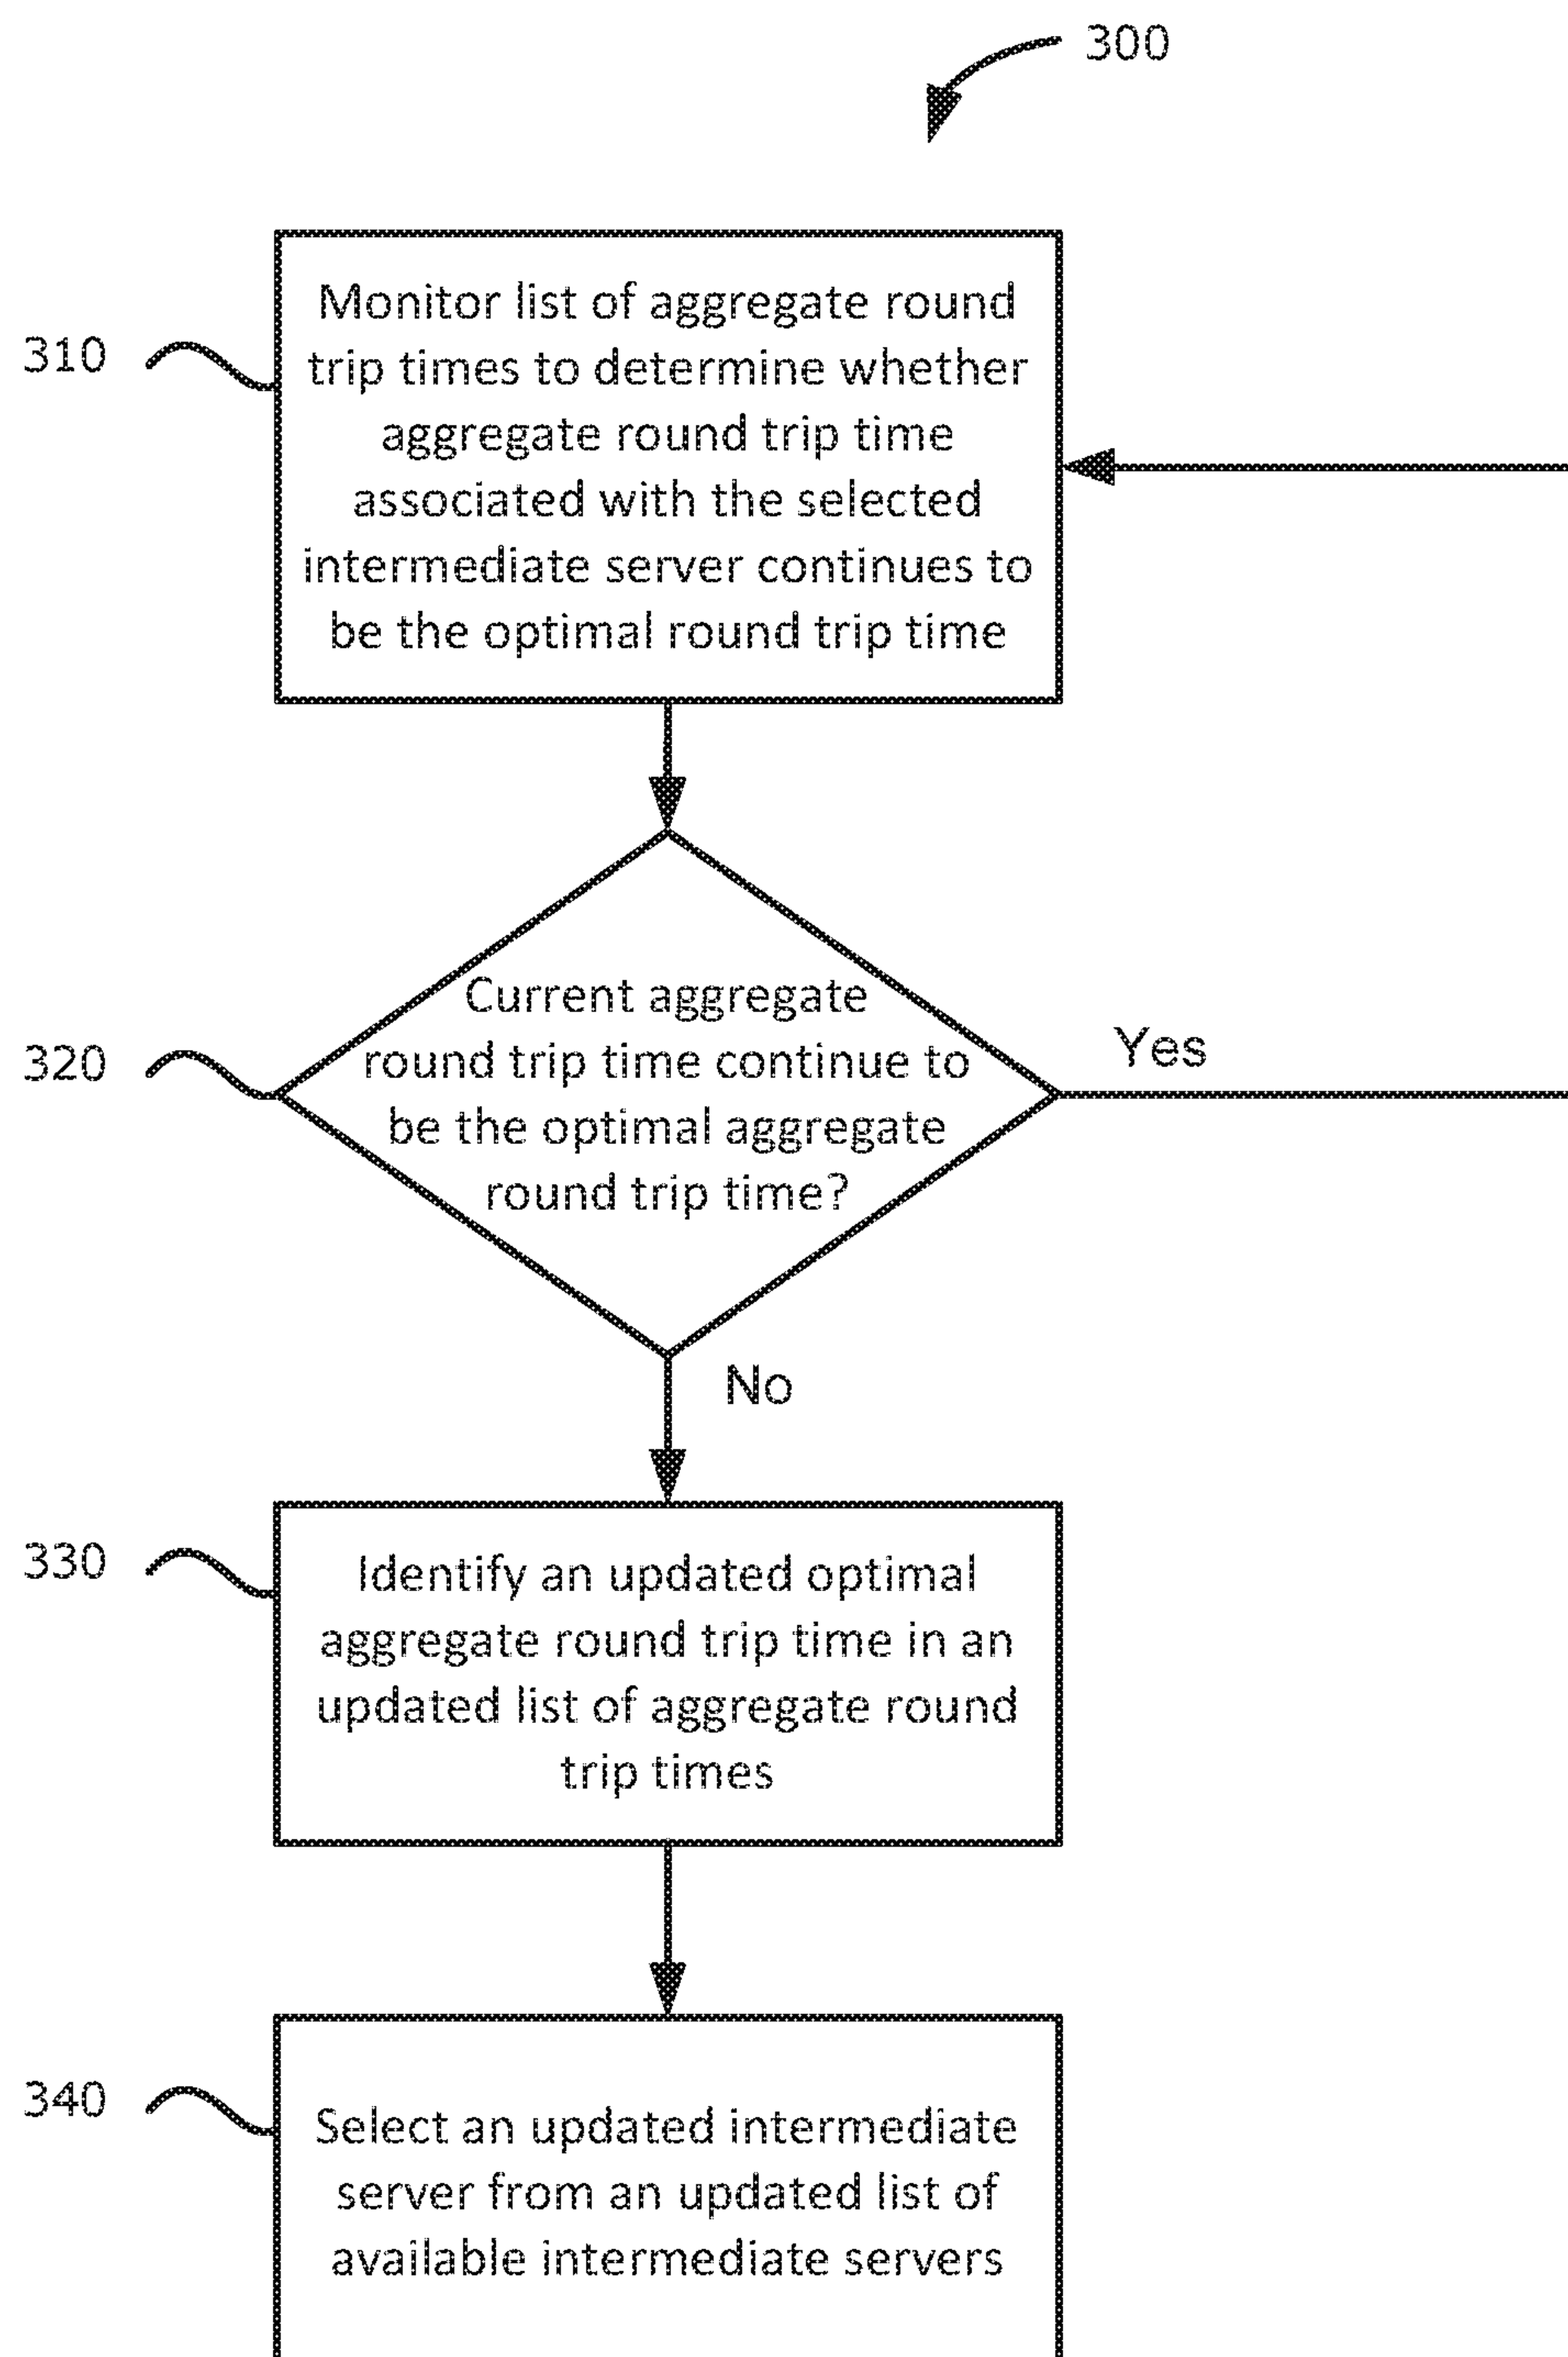 300
310
Monitor list of aggregate round
trip times to determine whether
aggregate round trip time
associated with the selected
intermediate server continues to
be the optimal round trip time
320
Current aggregate
round trip time continue to
be the optimal aggregate
round trip time?
Yes
No
330
Identify an updated optimal
aggregate round trip time in an
updated list of aggregate round
trip times
340
Select an updated intermediate
server from an updated list of
available intermediate servers